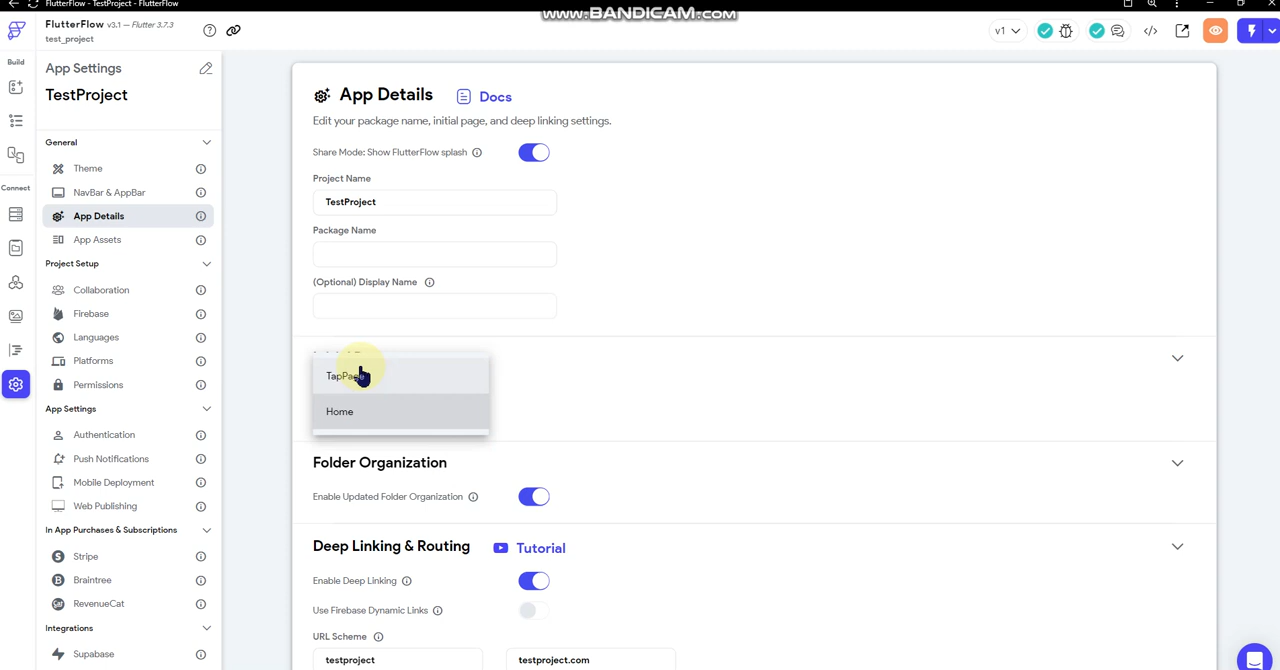 FlutterFlow - TestProject - FlutterFlow
www.BANDICAM.com
FlutterFlow v3.1 — Flutter 3.7.3
test_project
v1
Build
Connect
App Settings
TestProject
General
Theme
NavBar & AppBar
App Details
App Assets
Project Setup
Collaboration
Firebase
Languages
Platforms
Permissions
App Settings
Authentication
Push Notifications
Mobile Deployment
Web Publishing
In App Purchases & Subscriptions
Stripe
Braintree
RevenueCat
Integrations
Supabase
App Details Docs
Edit your package name, initial page, and deep linking settings.
Share Mode: Show FlutterFlow splash
Project Name
TestProject
Package Name
(Optional) Display Name
TapPage
Home
Folder Organization
Enable Updated Folder Organization
Deep Linking & Routing Tutorial
Enable Deep Linking
Use Firebase Dynamic Links
URL Scheme
testproject testproject.com